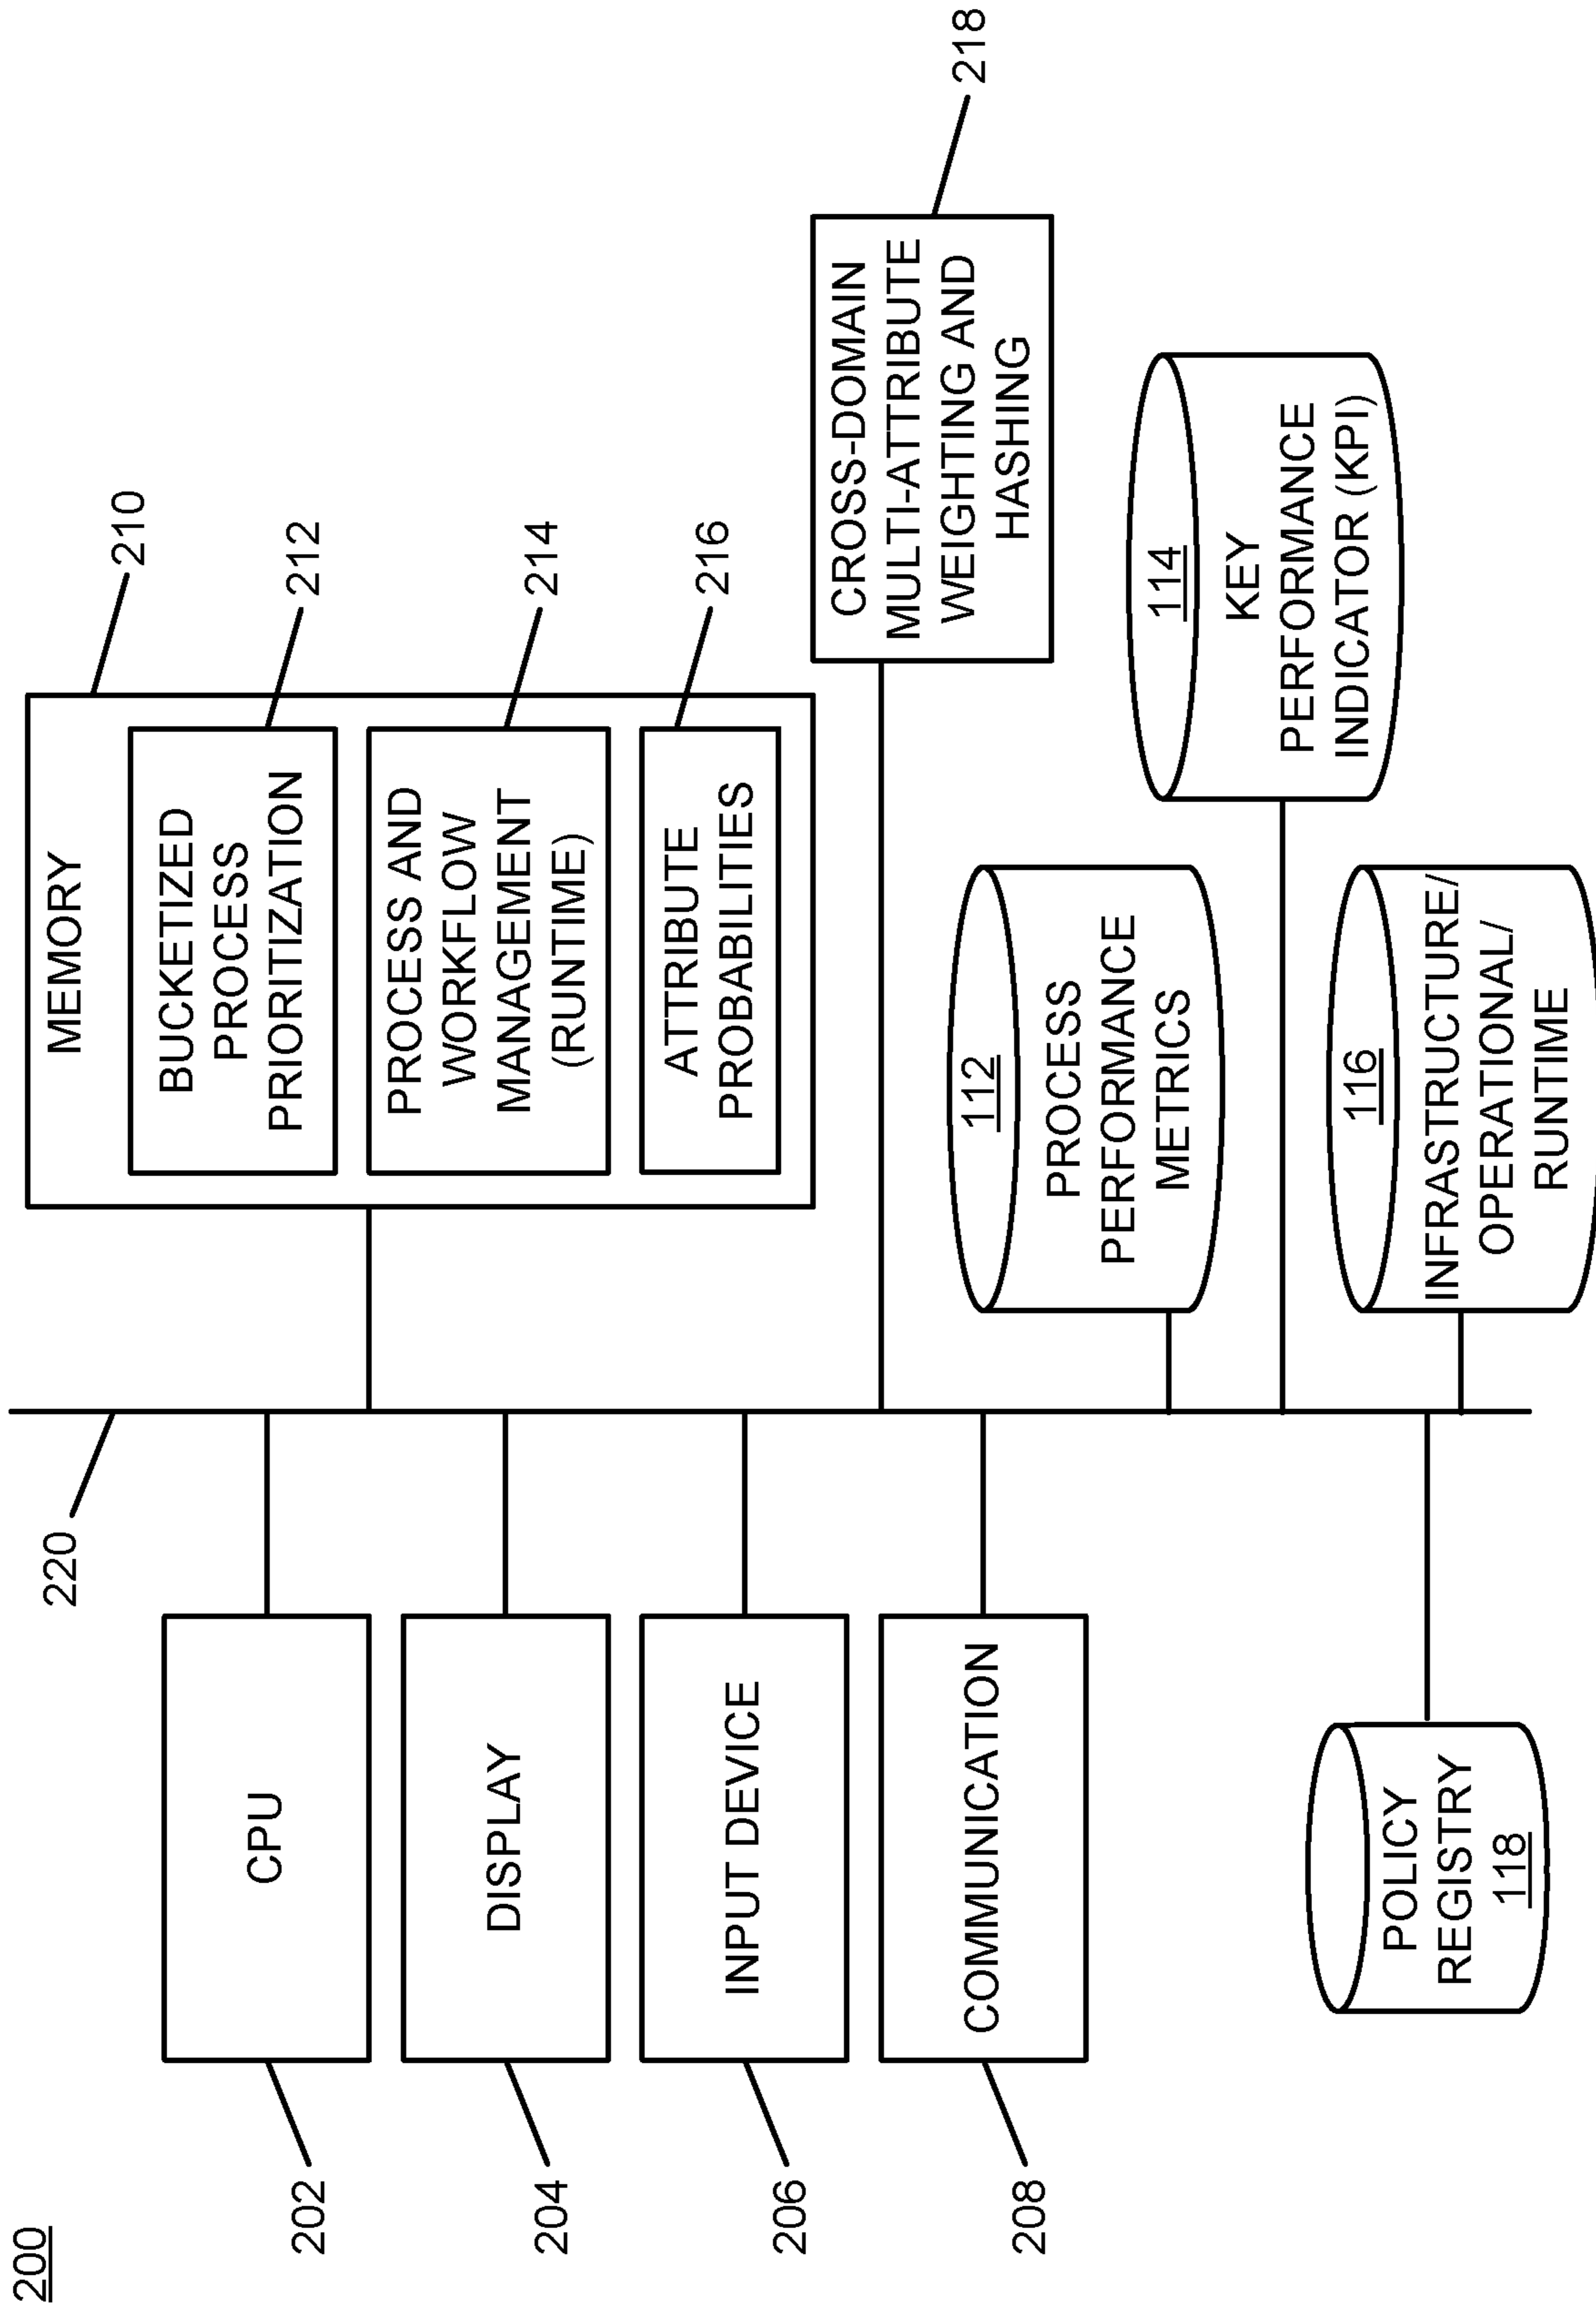 200
220
202
CPU
204
DISPLAY
206
INPUT DEVICE
208
COMMUNICATION
POLICY
REGISTRY
118
MEMORY
210
BUCKETIZED
PROCESS
PRIORITIZATION
212
PROCESS AND
WORKFLOW
MANAGEMENT
(RUNTIME)
214
ATTRIBUTE
PROBABILITIES
216
CROSS-DOMAIN
MULTI-ATTRIBUTE
WEIGHTING AND
HASHING
218
112
PROCESS
PERFORMANCE
METRICS
114
KEY
PERFORMANCE
INDICATOR (KPI)
116
INFRASTRUCTURE/
OPERATIONAL/
RUNTIME